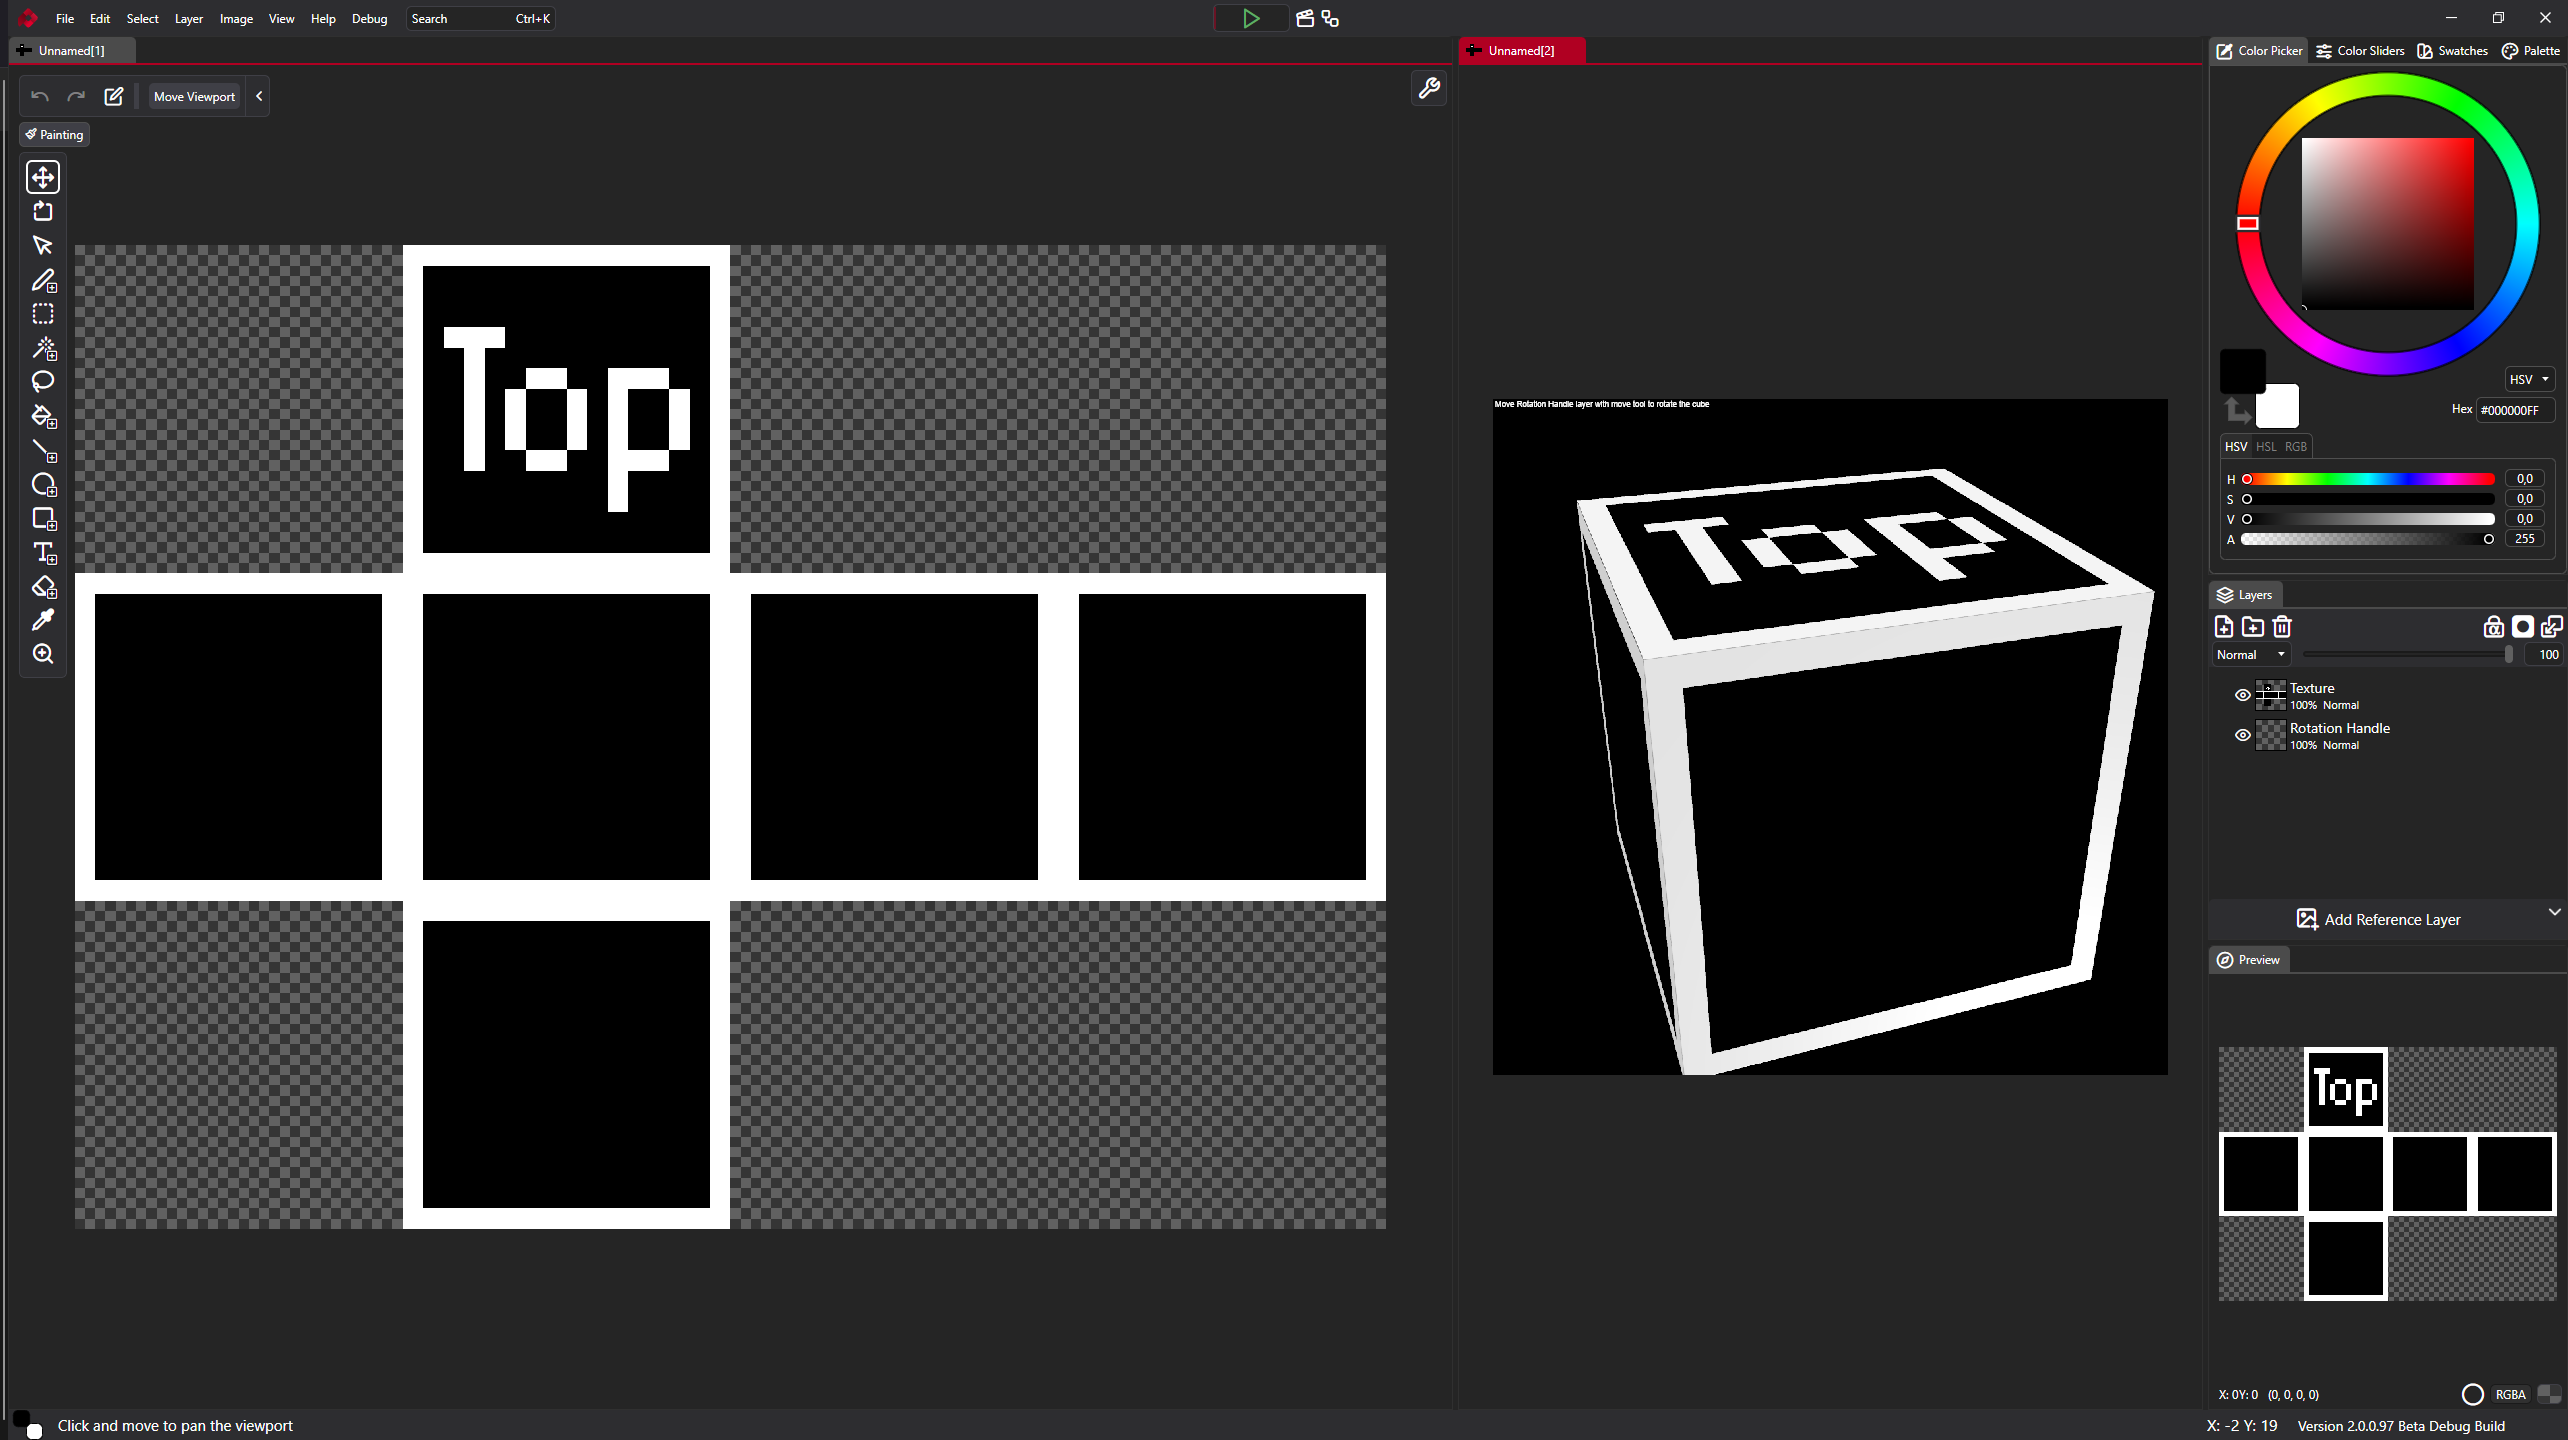 File Edit Select Layer Image View Help Debug Search Ctrl+K
Unnamed[1]
Unnamed[2]
Color Picker Color Sliders Swatches Palette
Move Viewport
Painting
Top
Move Rotation Handle layer with move tool to rotate the cube
Top
HSV
Hex #000000FF
HSV HSL RGB
H 0,0
S 0,0
V 0,0
A 255
Layers
Normal 100
Texture
100% Normal
Rotation Handle
100% Normal
Add Reference Layer
Preview
Top
X: 0Y: 0 (0, 0, 0, 0) RGBA
Click and move to pan the viewport
X: -2 Y: 19 Version 2.0.0.97 Beta Debug Build